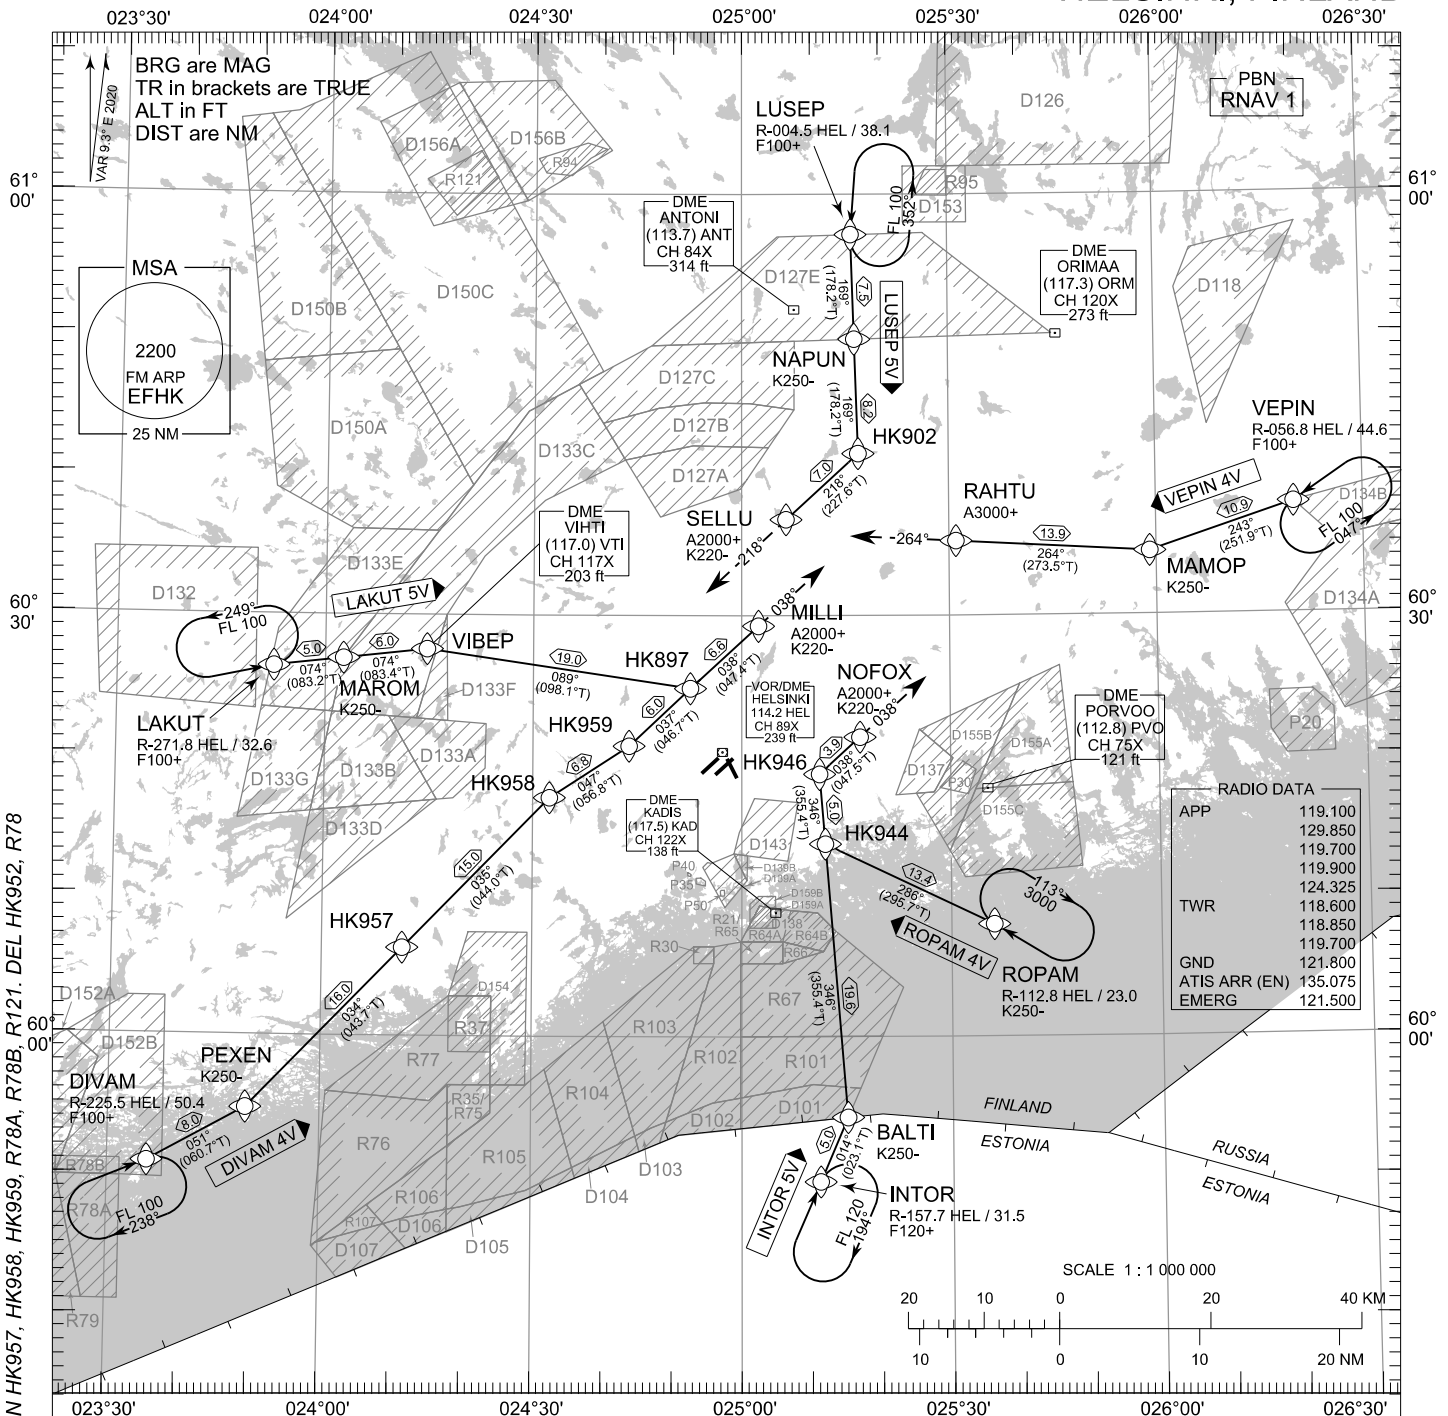 023°30'
024°00'
024°30'
025°00'
025°30'
026°00'
026°30'
BRG are MAG
TR in brackets are TRUE
ALT in FT
DIST are NM
VAR 9.3° E 2020
PBN
RNAV 1
61°
00'
61°
00'
60°
30'
60°
30'
60°
00'
60°
00'
MSA
2200
FM ARP
EFHK
25 NM
LUSEP
R-004.5 HEL / 38.1
F100+
FL 100
352°
DME
ANTONI
(113.7) ANT
CH 84X
314 ft
DME
ORIMAA
(117.3) ORM
CH 120X
273 ft
7.5
169°
(178.2°T)
LUSEP 5V
NAPUN
K250-
8.2
169°
(178.2°T)
HK902
7.0
218°
(227.6°T)
SELLU
A2000+
K220-
-218°
VEPIN
R-056.8 HEL / 44.6
F100+
VEPIN 4V
FL 100
047°
10.9
243°
(251.9°T)
MAMOP
K250-
RAHTU
A3000+
13.9
264°
(273.5°T)
-264°
DME
VIHTI
(117.0) VTI
CH 117X
203 ft
LAKUT 5V
249°
FL 100
LAKUT
R-271.8 HEL / 32.6
F100+
5.0
074°
(083.2°T)
MAROM
K250-
6.0
074°
(083.4°T)
VIBEP
19.0
089°
(098.1°T)
HK897
6.6
038°
(047.4°T)
MILLI
A2000+
K220-
038°
HK959
6.0
037°
(046.7°T)
HK958
6.8
047°
(056.8°T)
15.0
035°
(044.0°T)
HK957
16.0
034°
(043.7°T)
PEXEN
K250-
DIVAM
R-225.5 HEL / 50.4
F100+
8.0
051°
(060.7°T)
DIVAM 4V
FL 100
238°
VOR/DME
HELSINKI
114.2 HEL
CH 89X
239 ft
NOFOX
A2000+
K220-
038°
HK946
3.9
038°
(047.5°T)
5.0
346°
(355.4°T)
HK944
DME
PORVOO
(112.8) PVO
CH 75X
121 ft
DME
KADIS
(117.5) KAD
CH 122X
138 ft
13.4
286°
(295.7°T)
ROPAM 4V
113°
3000
ROPAM
R-112.8 HEL / 23.0
K250-
19.6
346°
(355.4°T)
BALTI
K250-
5.0
014°
(023.1°T)
INTOR 5V
INTOR
R-157.7 HEL / 31.5
F120+
FL 120
194°
RADIO DATA
APP 119.100
129.850
119.700
119.900
124.325
TWR 118.600
118.850
119.700
GND 121.800
ATIS ARR (EN) 135.075
EMERG 121.500
FINLAND
ESTONIA
RUSSIA
ESTONIA
SCALE 1 : 1 000 000
20 10 0 20 40 KM
10 0 10 20 NM
D126
D156A
D156B
R94
R121
R95
D153
D127E
D118
D150B
D150C
D150A
D127C
D127B
D127A
D133C
D134B
D134A
D132
D133E
D133F
D133A
D133B
D133G
D133D
P20
D155B
D155A
D137
P30
D155C
D143
P40
P35
P50
D139B
D139A
D159B
D159A
R21/
R65
D138
R64A
R64B
R66
R30
R67
D154
R37
D152A
D152B
R77
R103
R102
R101
R104
R35/
R75
D102
D101
R76
R105
D103
D104
R106
R107
D106
D105
D107
R78B
R78A
R79
N HK957, HK958, HK959, R78A, R78B, R121. DEL HK952, R78
023°30'
024°00'
024°30'
025°00'
025°30'
026°00'
026°30'